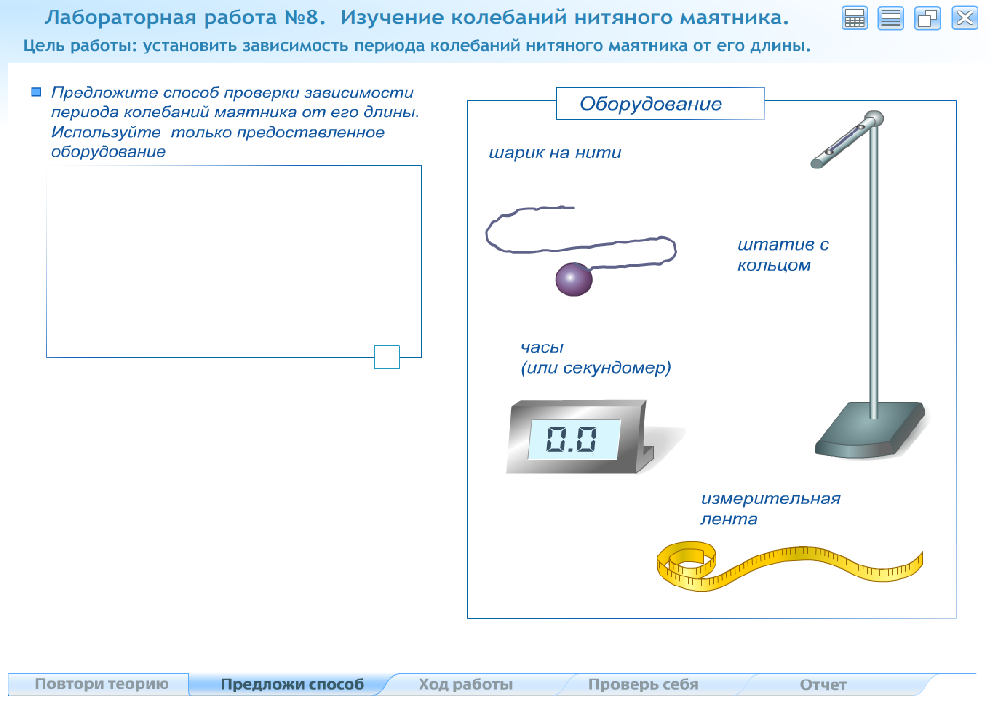 Лабораторная работа №8. Изучение колебаний нитяного маятника.
Цель работы: установить зависимость периода колебаний нитяного маятника от его длины.
Предложите способ проверки зависимости
периода колебаний маятника от его длины.
Используйте только предоставленное
оборудование
Оборудование
шарик на нити
штатив с
кольцом
часы
(или секундомер)
0.0
измерительная
лента
Повтори теорию
Предложи способ
Ход работы
Проверь себя
Отчет